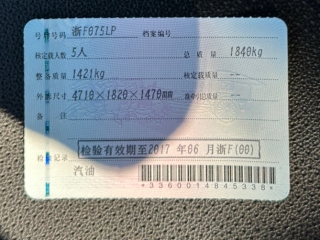 号牌号码 浙F075LP 档案编号
核定载人数 5人 总质量 1840kg
整备质量 1421kg 核定载质量 --
外廓尺寸 4710×1820×1470mm 准牵引总质量 --
备注
检验有效期至2017 年06 月浙F(00)
检验记录
汽油
*3360014845338*